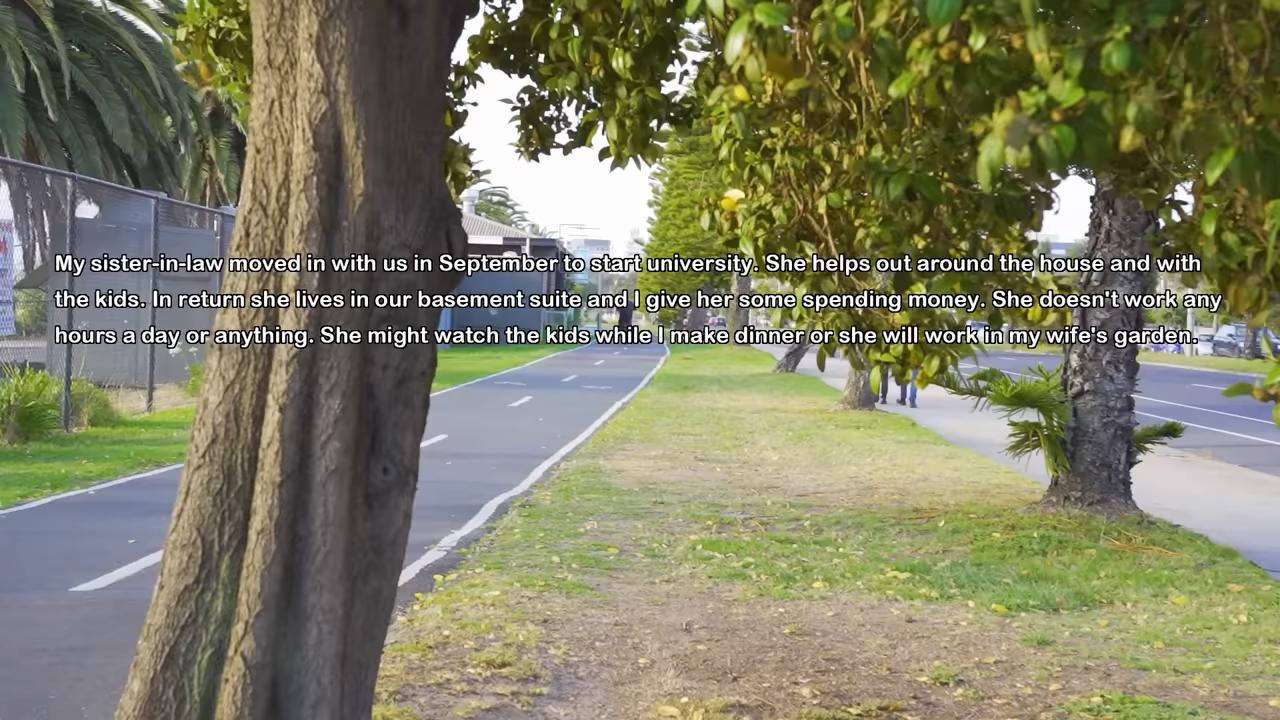 My sister-in-law moved in with us in September to start university. She helps out around the house and with
the kids. In return she lives in our basement suite and I give her some spending money. She doesn't work any
hours a day or anything. She might watch the kids while I make dinner or she will work in my wife's garden.